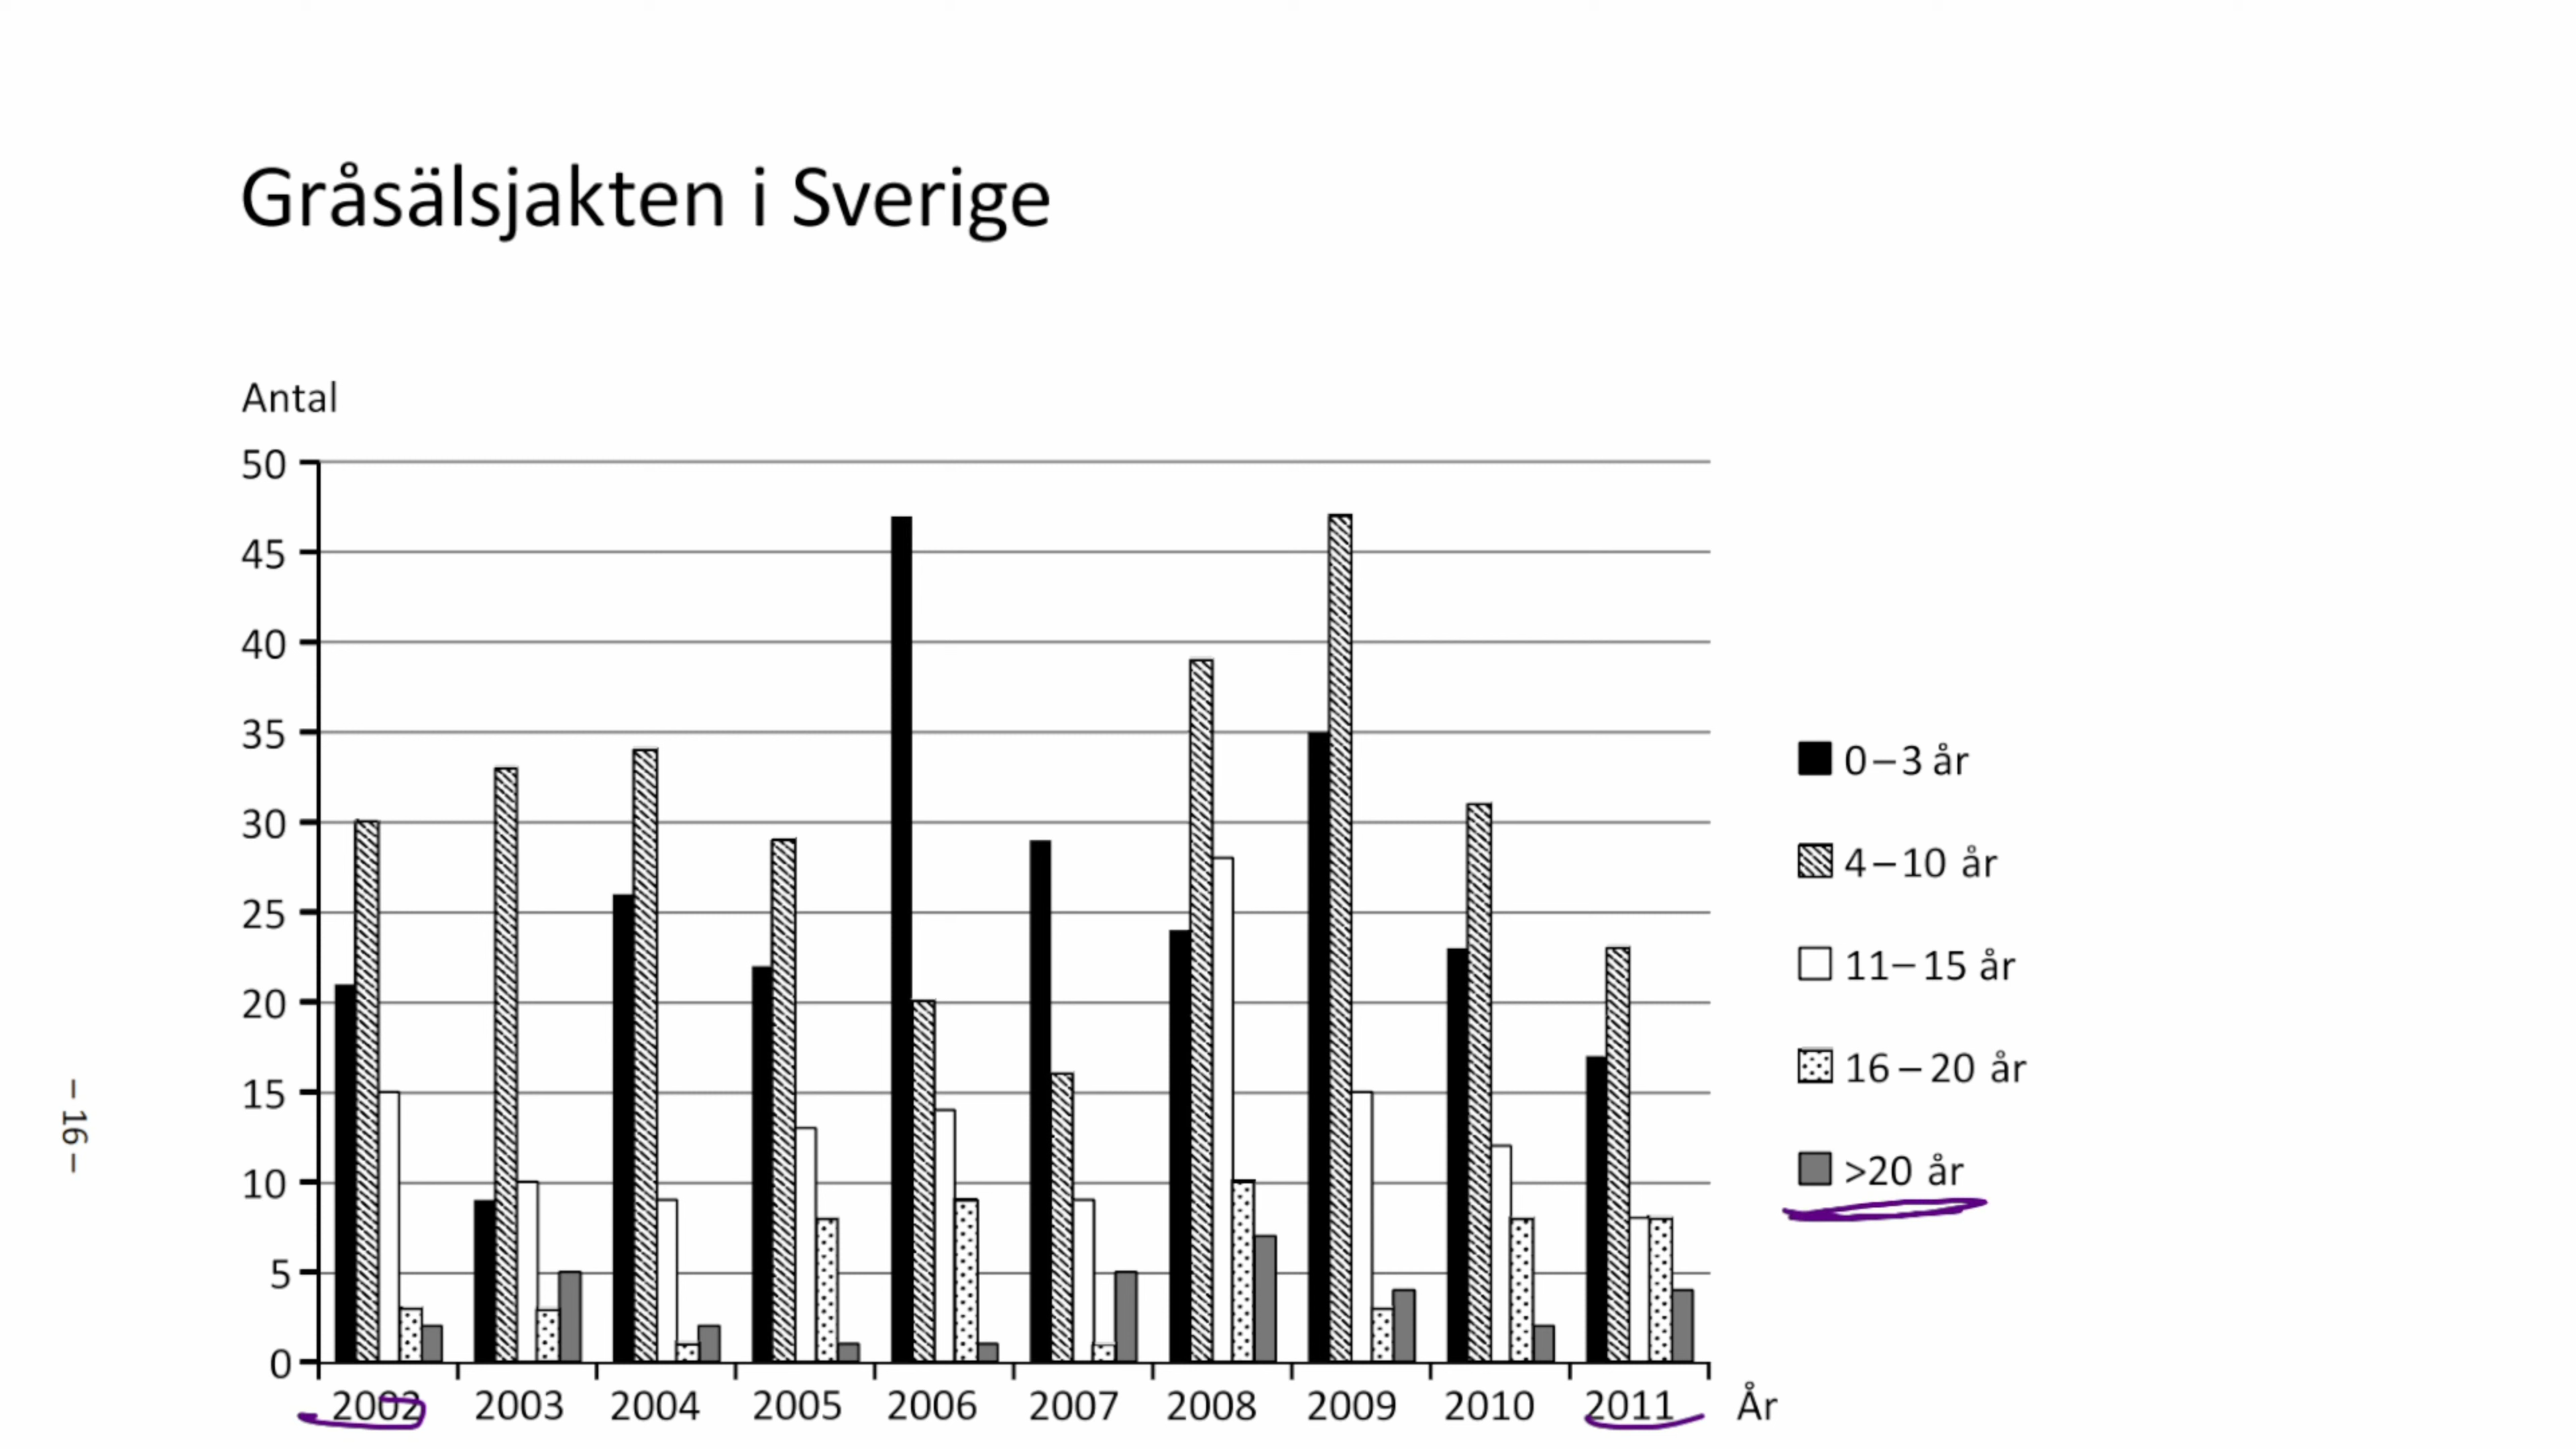 Gråsälsjakten i Sverige
Antal
50
45
40
35
30
25
20
15
10
5
0
2002 2003 2004 2005 2006 2007 2008 2009 2010 2011 År
0–3 år
4–10 år
11–15 år
16–20 år
>20 år
– 16 –